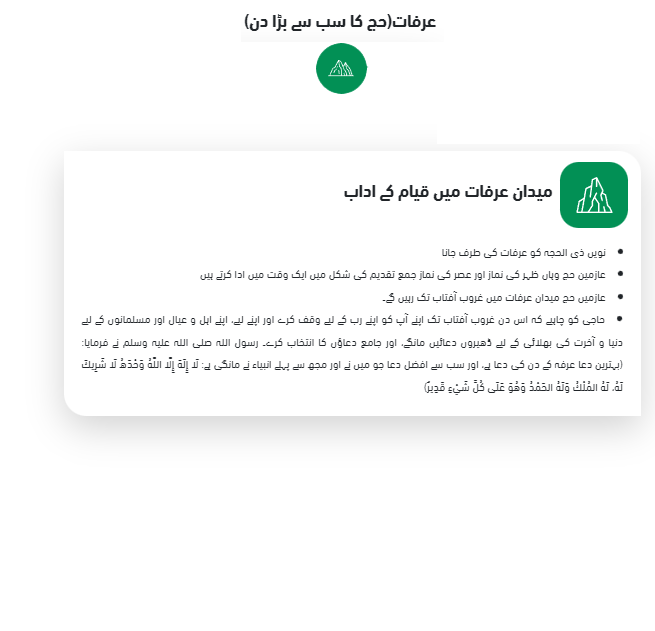 عرفات(حج کا سب سے بڑا دن)
میدان عرفات میں قیام کے اداب
نویں ذی الحجہ کو عرفات کی طرف جانا
عازمین حج وہاں ظہر کی نماز اور عصر کی نماز جمع تقدیم کی شکل میں ایک وقت میں ادا کرتے ہیں
عازمیں حج میدان عرفات میں غروب آفتاب تک رہیں گے۔
حاجی کو چاہیے کہ اس دن غروب آفتاب تک اپنے آپ کو اپنے رب کے لیے وقف کرے اور اپنے لیے، اپنے اہل و عیال اور مسلمانوں کے لیے
دنیا و آخرت کی بھلائی کے لیے ڈھیروں دعائیں مانگے، اور جامع دعاؤں کا انتخاب کرے۔ رسول اللہ صلی اللہ علیہ وسلم نے فرمایا:
(بہترین دعا عرفہ کے دن کی دعا ہے، اور سب سے افضل دعا جو میں نے اور مجھ سے پہلے انبیاء نے مانگی ہے: لَا إِلَهَ إِلَّا اللَّهُ وَحْدَهُ لَا شَرِيكَ
لَهُ، لَهُ المُلْكُ وَلَهُ الحَمْدُ وَهُوَ عَلَى كُلِّ شَيْءٍ قَدِيرٌ)